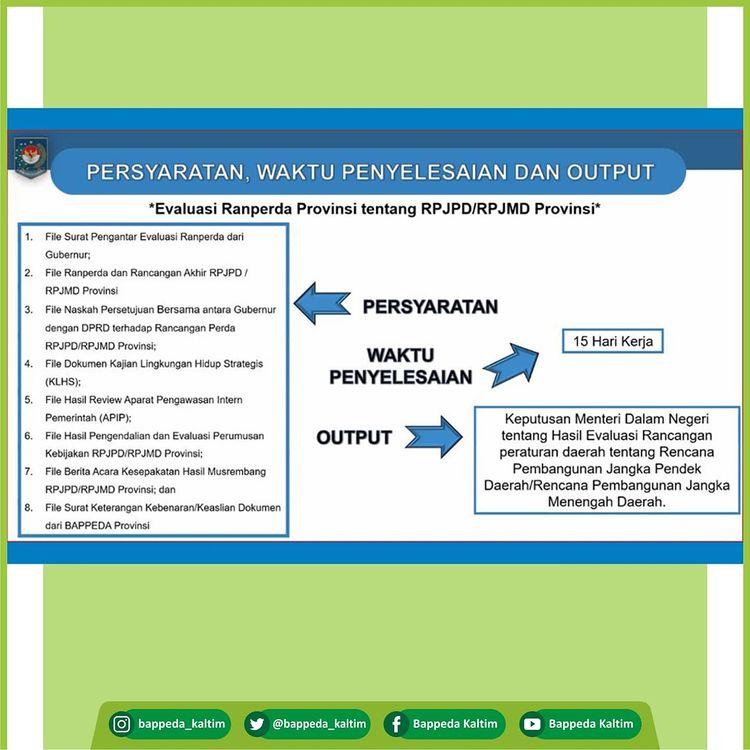 PERSYARATAN, WAKTU PENYELESAIAN DAN OUTPUT
*Evaluasi Ranperda Provinsi tentang RPJPD/RPJMD Provinsi*
1. File Surat Pengantar Evaluasi Ranperda dari
Gubernur;
2. File Ranperda dan Rancangan Akhir RPJPD /
RPJMD Provinsi
3. File Naskah Persetujuan Bersama antara Gubernur
dengan DPRD terhadap Rancangan Perda
RPJPD/RPJMD Provinsi;
4. File Dokumen Kajian Lingkungan Hidup Strategis
(KLHS);
5. File Hasil Review Aparat Pengawasan Intern
Pemerintah (APIP);
6. File Hasil Pengendalian dan Evaluasi Perumusan
Kebijakan RPJPD/RPJMD Provinsi;
7. File Berita Acara Kesepakatan Hasil Musrembang
RPJPD/RPJMD Provinsi; dan
8. File Surat Keterangan Kebenaran/Keaslian Dokumen
dari BAPPEDA Provinsi
PERSYARATAN
WAKTU
PENYELESAIAN
15 Hari Kerja
OUTPUT
Keputusan Menteri Dalam Negeri
tentang Hasil Evaluasi Rancangan
peraturan daerah tentang Rencana
Pembangunan Jangka Pendek
Daerah/Rencana Pembangunan Jangka
Menengah Daerah.
bappeda_kaltim
@bappeda_kaltim
Bappeda Kaltim
Bappeda Kaltim